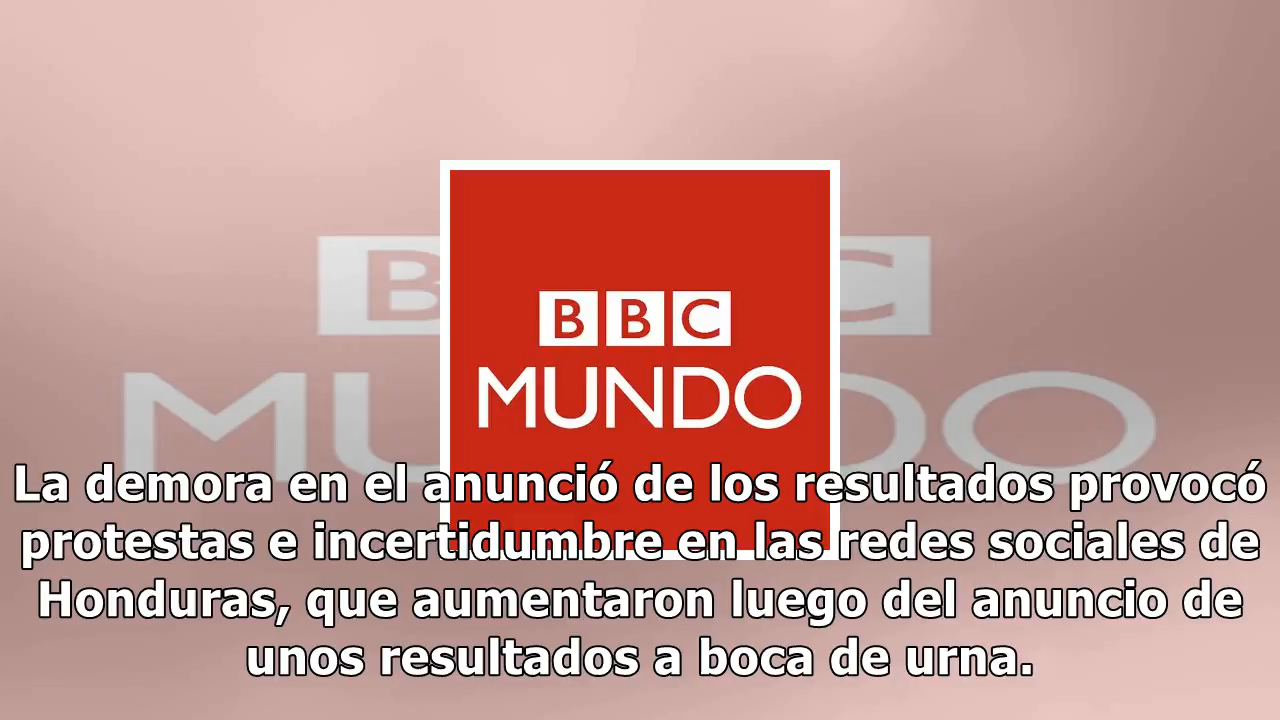 BBC
MUNDO
La demora en el anunció de los resultados provocó
protestas e incertidumbre en las redes sociales de
Honduras, que aumentaron luego del anuncio de
unos resultados a boca de urna.